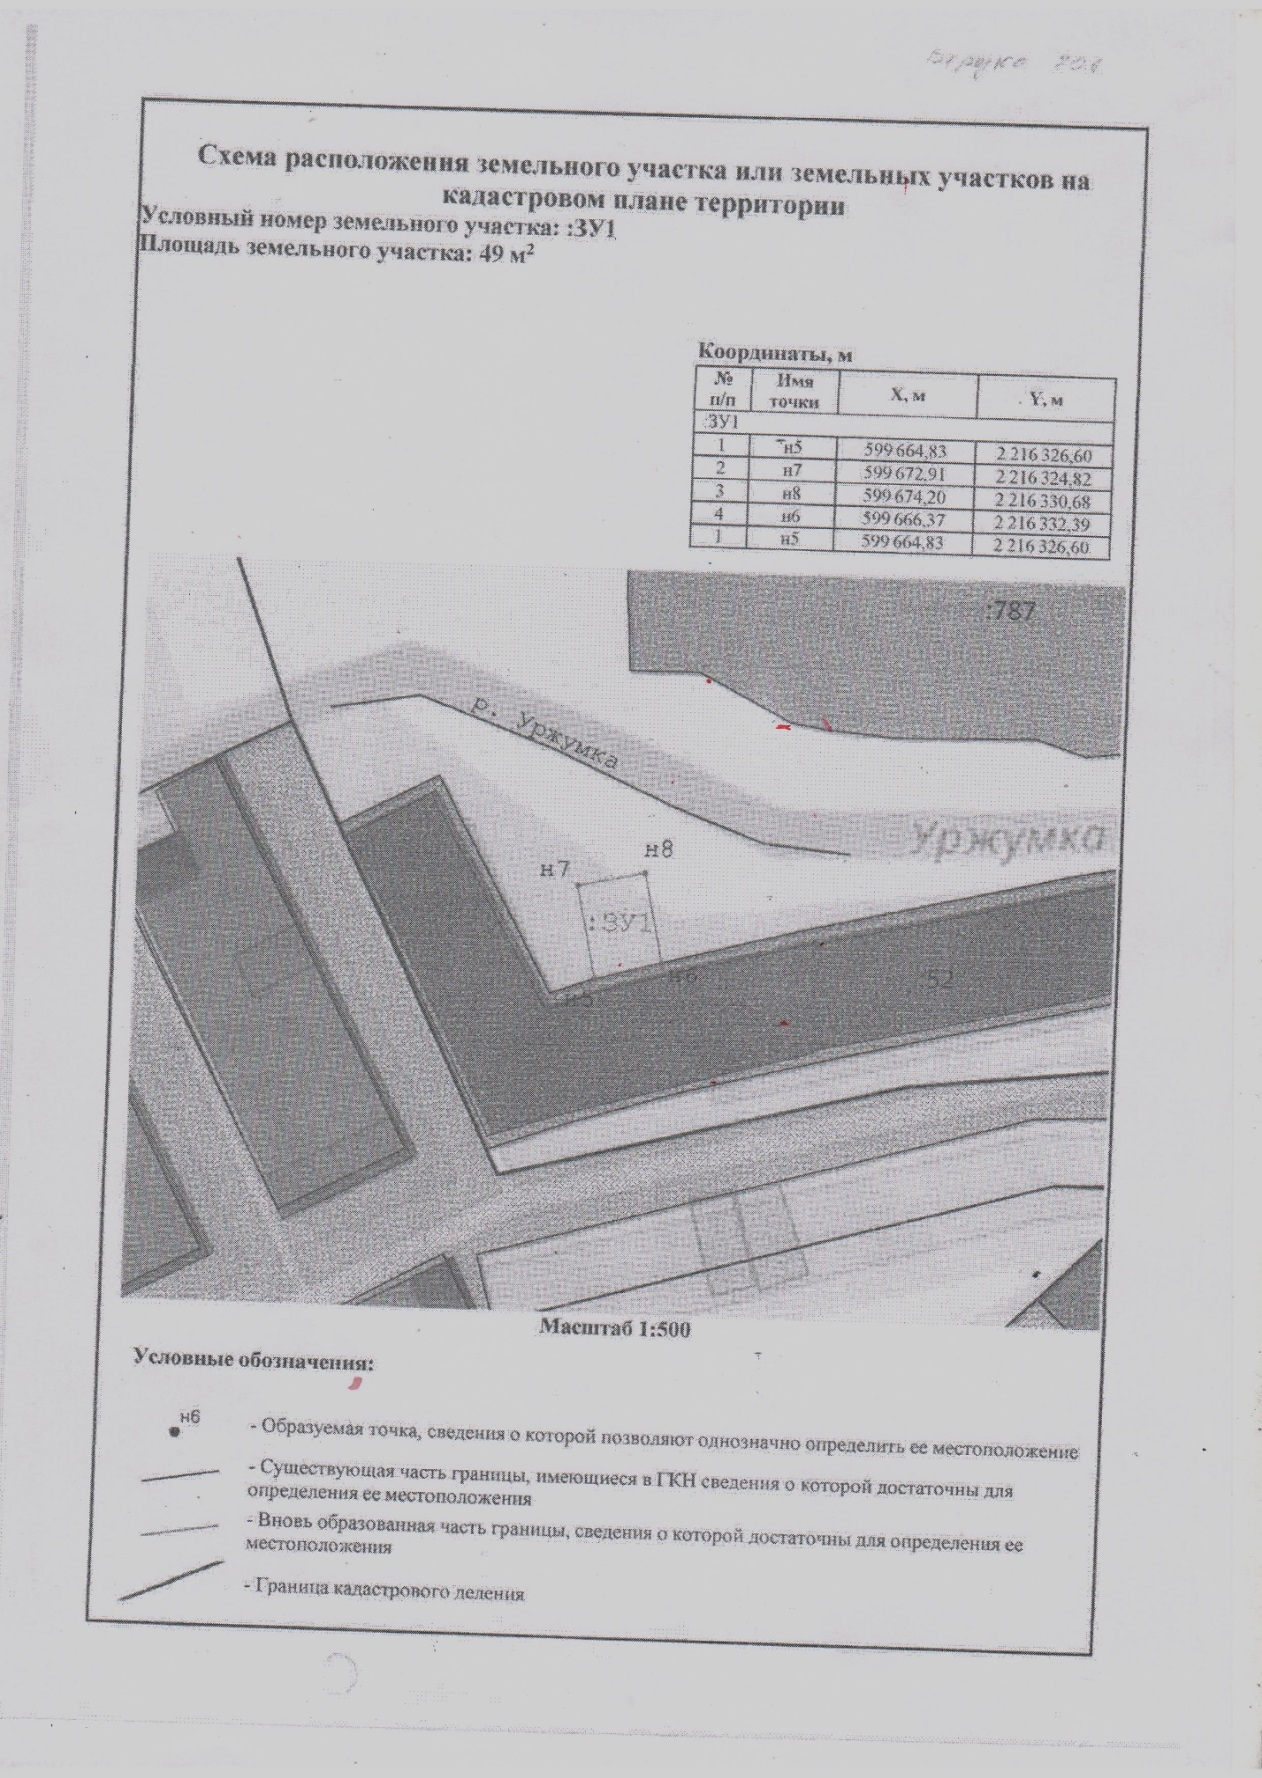 Схема расположения земельного участка или земельных участков на
кадастровом плане территории
Условный номер земельного участка: :ЗУ1
Площадь земельного участка: 49 м²
Координаты, м
№ п/п Имя точки X, м Y, м
:ЗУ1
1 н5 599 664,83 2 216 326,60
2 н7 599 672,91 2 216 324,82
3 н8 599 674,20 2 216 330,68
4 н6 599 666,37 2 216 332,39
1 н5 599 664,83 2 216 326,60
:787
р. Уржумка
Уржумка
н8
н7
:ЗУ1
н6
:52
н5
Масштаб 1:500
Условные обозначения:
н6
- Образуемая точка, сведения о которой позволяют однозначно определить ее местоположение
- Существующая часть границы, имеющиеся в ГКН сведения о которой достаточны для
определения ее местоположения
- Вновь образованная часть границы, сведения о которой достаточны для определения ее
местоположения
- Граница кадастрового деления